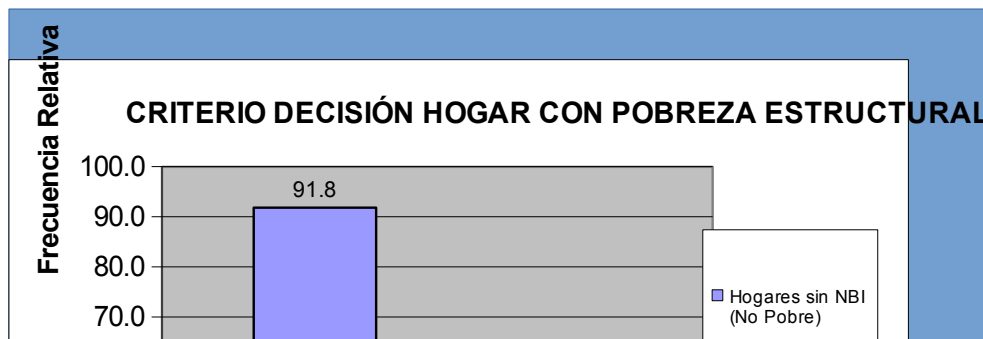 Frecuencia Relativa
CRITERIO DECISIÓN HOGAR CON POBREZA ESTRUCTURAL
100.0
91.8
90.0
80.0
70.0
Hogares sin NBI
(No Pobre)